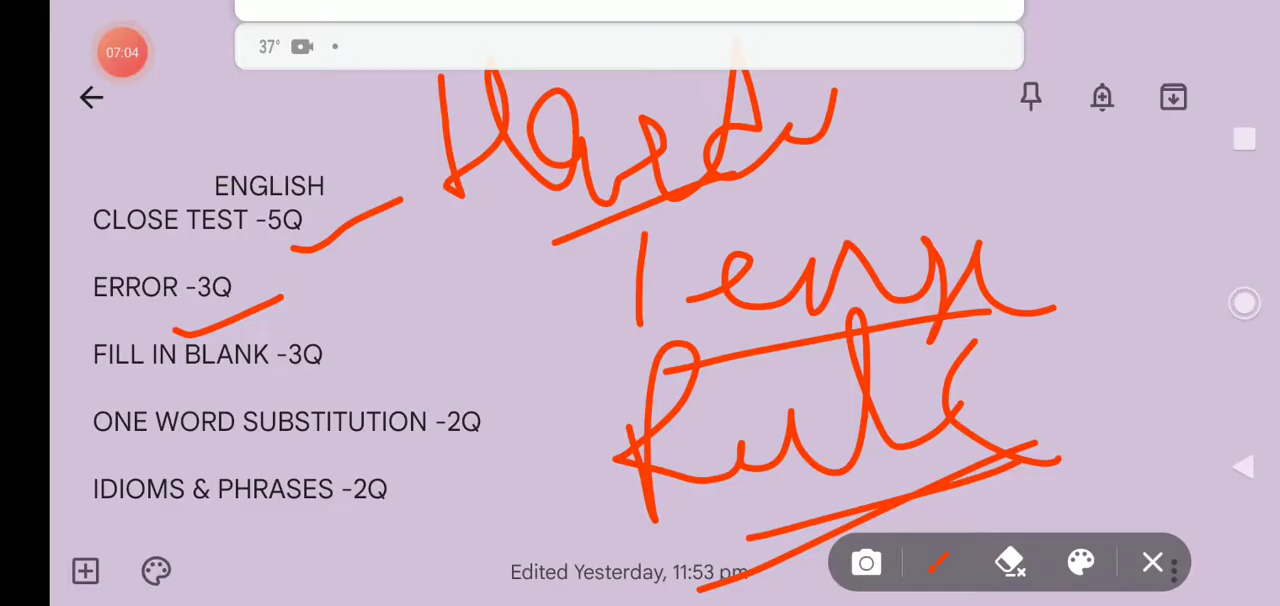 07:04
37°
ENGLISH
CLOSE TEST -5Q
ERROR -3Q
FILL IN BLANK -3Q
ONE WORD SUBSTITUTION -2Q
IDIOMS & PHRASES -2Q
Tense
Rule
Edited Yesterday, 11:53 pm